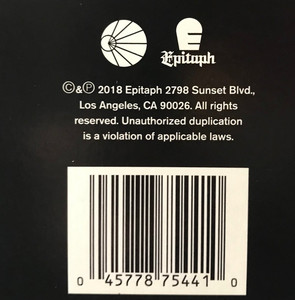 Epitaph
©&℗ 2018 Epitaph 2798 Sunset Blvd.,
Los Angeles, CA 90026. All rights
reserved. Unauthorized duplication
is a violation of applicable laws.
0 45778 75441 0